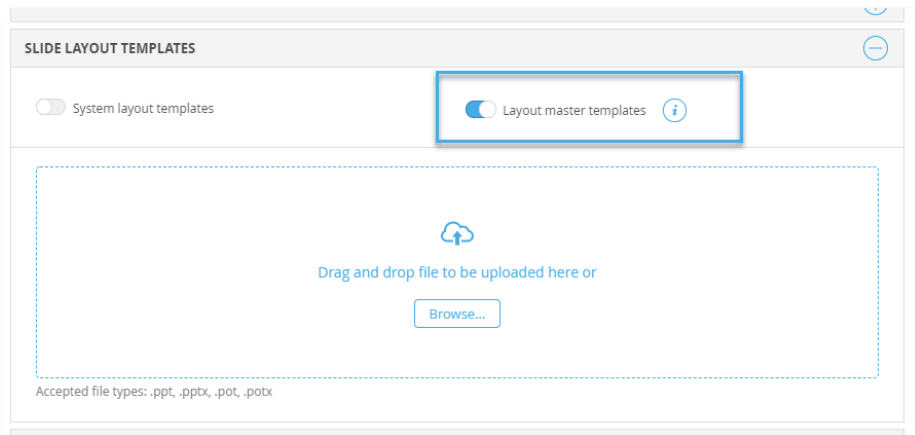 SLIDE LAYOUT TEMPLATES
System layout templates
Layout master templates i
Drag and drop file to be uploaded here or
Browse...
Accepted file types: .ppt, .pptx, .pot, .potx